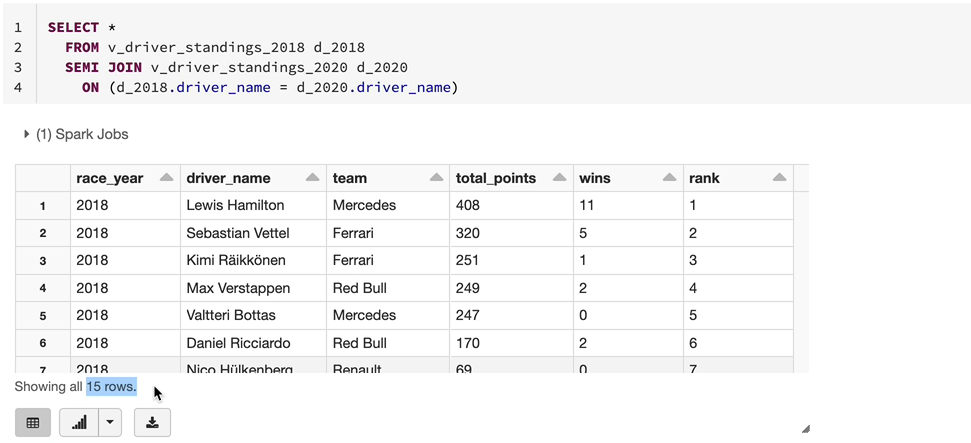 1 SELECT *
2 FROM v_driver_standings_2018 d_2018
3 SEMI JOIN v_driver_standings_2020 d_2020
4 ON (d_2018.driver_name = d_2020.driver_name)
(1) Spark Jobs
race_year driver_name team total_points wins rank
1 2018 Lewis Hamilton Mercedes 408 11 1
2 2018 Sebastian Vettel Ferrari 320 5 2
3 2018 Kimi Räikkönen Ferrari 251 1 3
4 2018 Max Verstappen Red Bull 249 2 4
5 2018 Valtteri Bottas Mercedes 247 0 5
6 2018 Daniel Ricciardo Red Bull 170 2 6
7 2018 Nico Hülkenberg Renault 69 0 7
Showing all 15 rows.